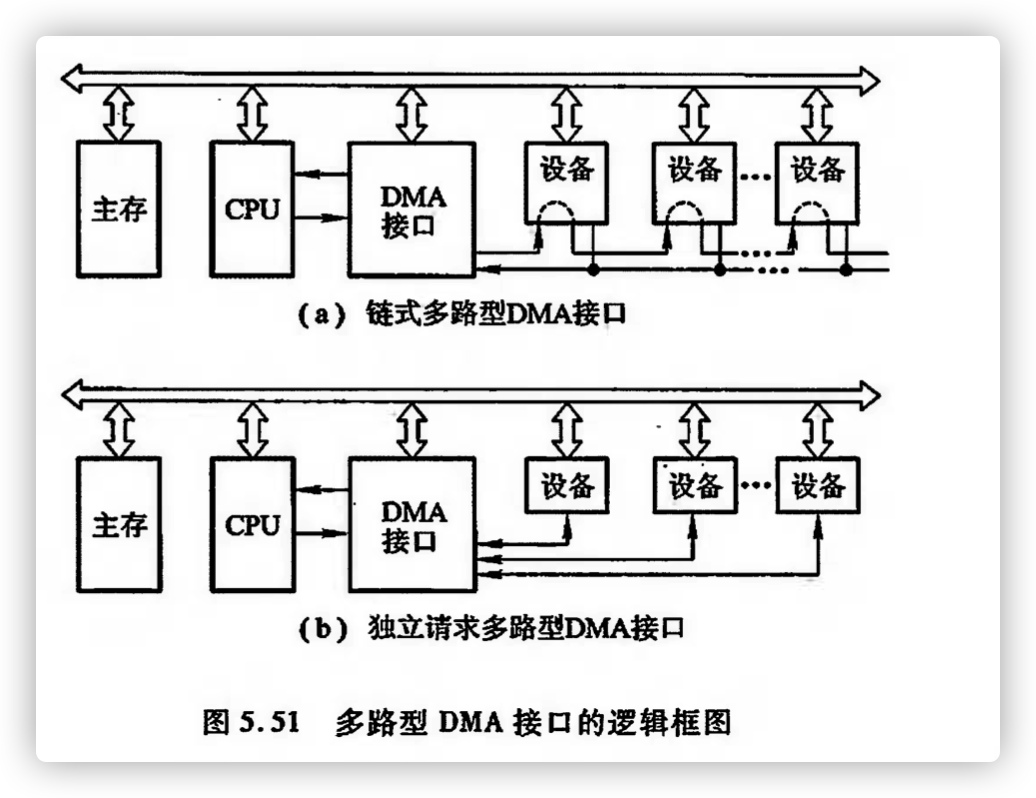 主存
CPU
DMA
接口
设备
设备
•••
设备
(a) 链式多路型DMA接口
主存
CPU
DMA
接口
设备
设备
•••
设备
(b) 独立请求多路型DMA接口
图 5.51 多路型 DMA 接口的逻辑框图